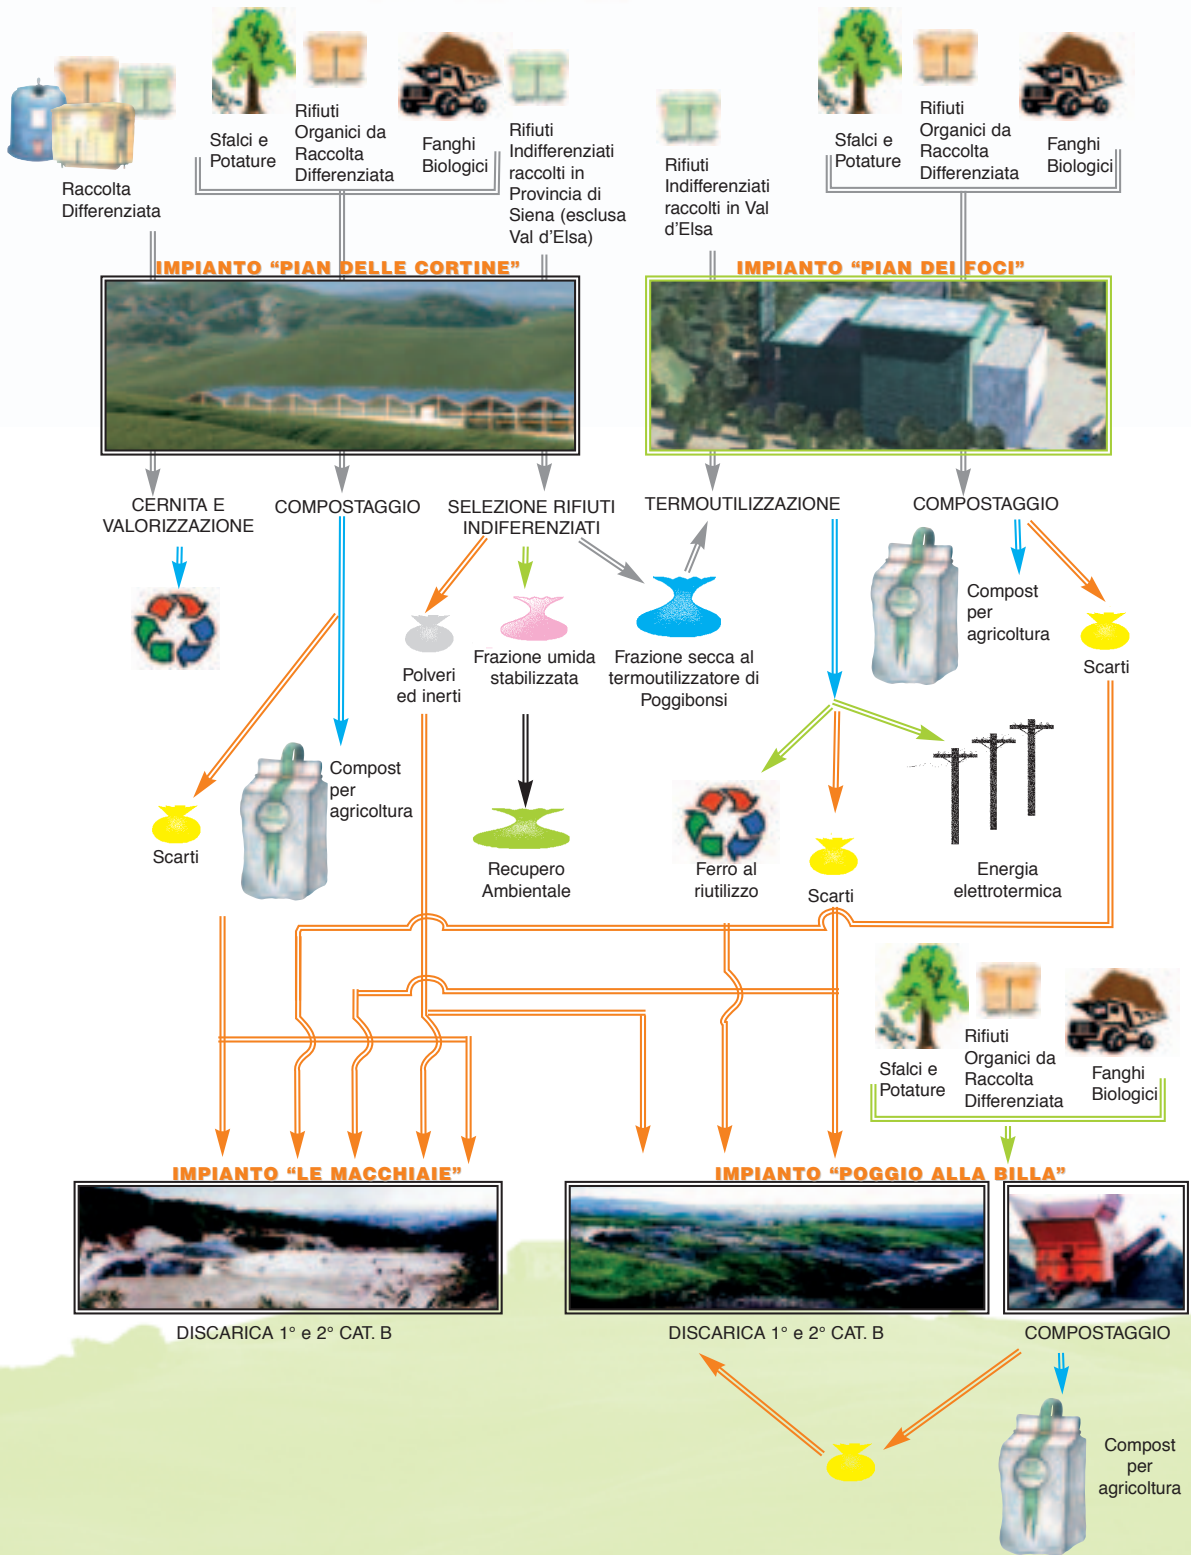 Raccolta
Differenziata
Sfalci e
Potature
Rifiuti
Organici da
Raccolta
Differenziata
Fanghi
Biologici
Rifiuti
Indifferenziati
raccolti in
Provincia di
Siena (esclusa
Val d'Elsa)
Rifiuti
Indifferenziati
raccolti in Val
d'Elsa
Sfalci e
Potature
Rifiuti
Organici da
Raccolta
Differenziata
Fanghi
Biologici
IMPIANTO “PIAN DELLE CORTINE”
IMPIANTO “PIAN DEI FOCI”
CERNITA E
VALORIZZAZIONE
COMPOSTAGGIO
SELEZIONE RIFIUTI
INDIFERENZIATI
TERMOUTILIZZAZIONE
COMPOSTAGGIO
Polveri
ed inerti
Frazione umida
stabilizzata
Frazione secca al
termoutilizzatore di
Poggibonsi
Compost
per
agricoltura
Scarti
Scarti
Compost
per
agricoltura
Recupero
Ambientale
Ferro al
riutilizzo
Scarti
Energia
elettrotermica
Sfalci e
Potature
Rifiuti
Organici da
Raccolta
Differenziata
Fanghi
Biologici
IMPIANTO “LE MACCHIAIE”
IMPIANTO “POGGIO ALLA BILLA”
DISCARICA 1° e 2° CAT. B
DISCARICA 1° e 2° CAT. B
COMPOSTAGGIO
Compost
per
agricoltura